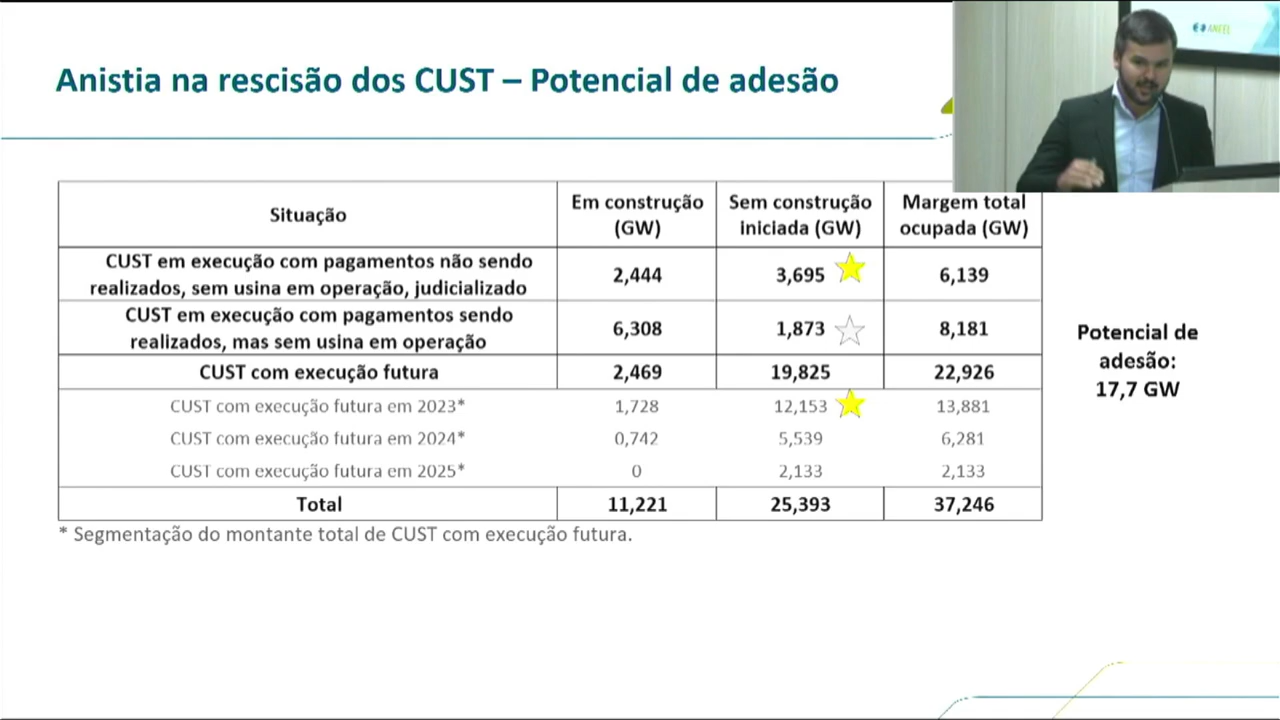 ANEEL
Anistia na rescisão dos CUST – Potencial de adesão
Situação
Em construção
(GW)
Sem construção
iniciada (GW)
Margem total
ocupada (GW)
CUST em execução com pagamentos não sendo
realizados, sem usina em operação, judicializado
2,444
3,695
6,139
CUST em execução com pagamentos sendo
realizados, mas sem usina em operação
6,308
1,873
8,181
CUST com execução futura
2,469
19,825
22,926
CUST com execução futura em 2023*
1,728
12,153
13,881
CUST com execução futura em 2024*
0,742
5,539
6,281
CUST com execução futura em 2025*
0
2,133
2,133
Total
11,221
25,393
37,246
* Segmentação do montante total de CUST com execução futura.
Potencial de
adesão:
17,7 GW